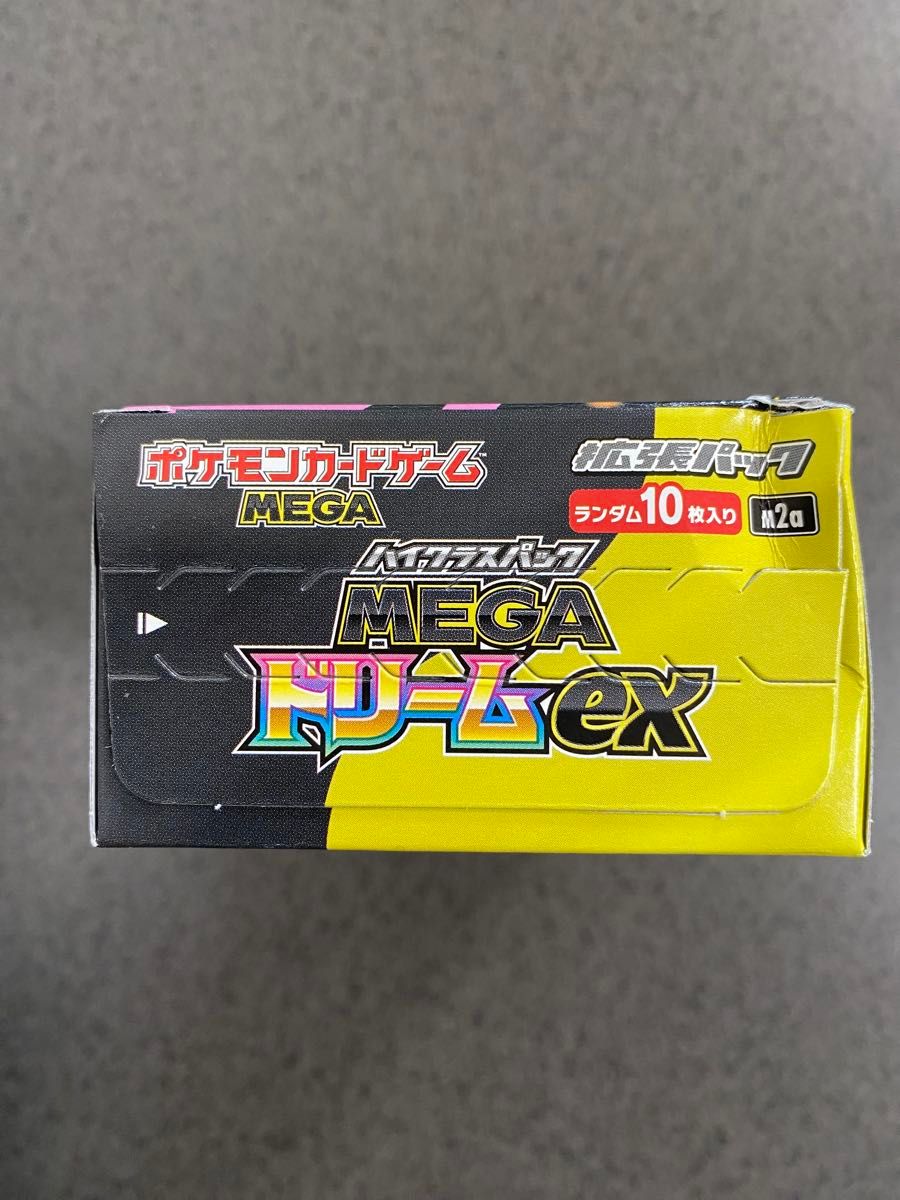 ポケモンカードゲーム™
MEGA
拡張パック
ランダム10枚入り
M2a
ハイクラスパック
MEGA
ドリームex